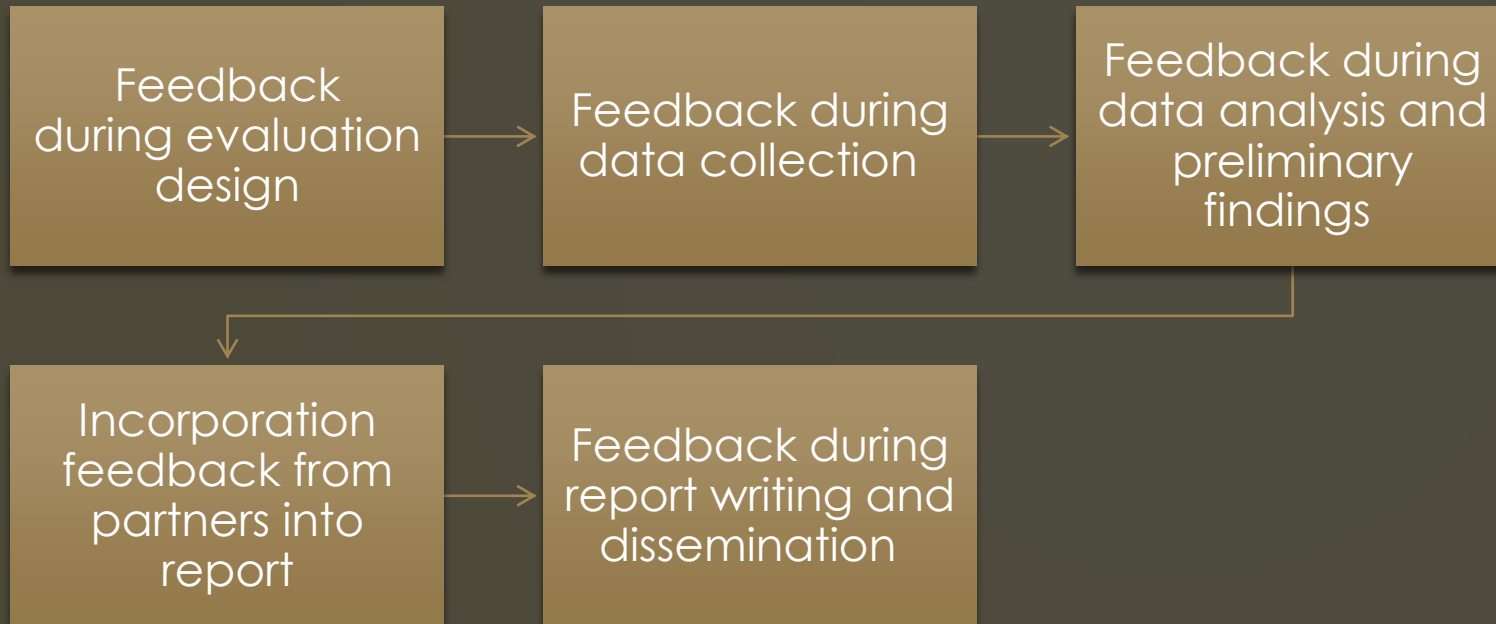 Feedback
during evaluation
design
Feedback during
data collection
Feedback during
data analysis and
preliminary
findings
Incorporation
feedback from
partners into
report
Feedback during
report writing and
dissemination